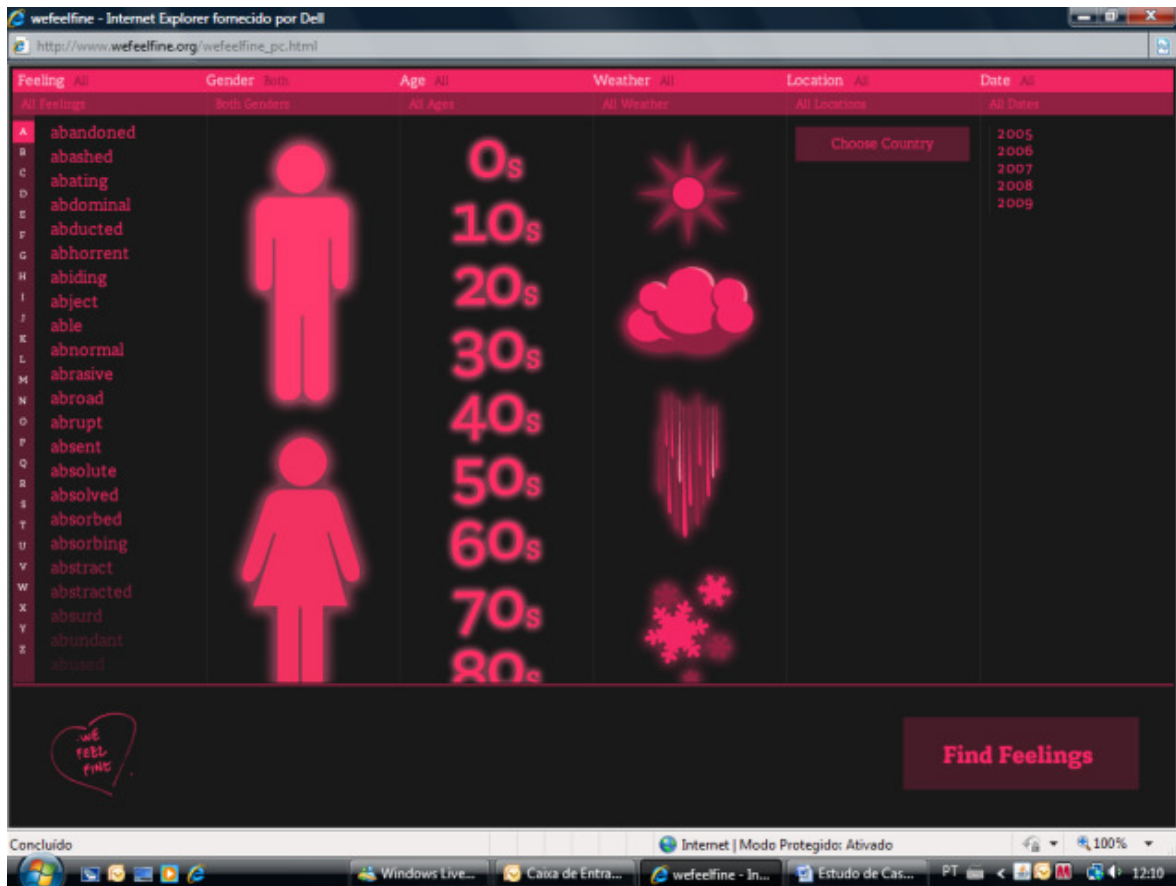 wefeelfine - Internet Explorer fornecido por Dell
http://www.wefeelfine.org/wefeelfine_pc.html
Feeling All Gender Both Age All Weather All Location All Date All
All Feelings Both Genders All Ages All Weather All Locations All Dates
A
B
C
D
E
F
G
H
I
J
K
L
M
N
O
P
Q
R
S
T
U
V
W
X
Y
Z
abandoned
abashed
abating
abdominal
abducted
abhorrent
abiding
abject
able
abnormal
abrasive
abroad
abrupt
absent
absolute
absolved
absorbed
absorbing
abstract
abstracted
absurd
abundant
abused
0s
10s
20s
30s
40s
50s
60s
70s
80s
Choose Country
2005
2006
2007
2008
2009
WE
FEEL
FINE
Find Feelings
Concluído Internet | Modo Protegido: Ativado 100%
Windows Live... Caixa de Entra... wefeelfine - In... Estudo de Cas... PT 12:10